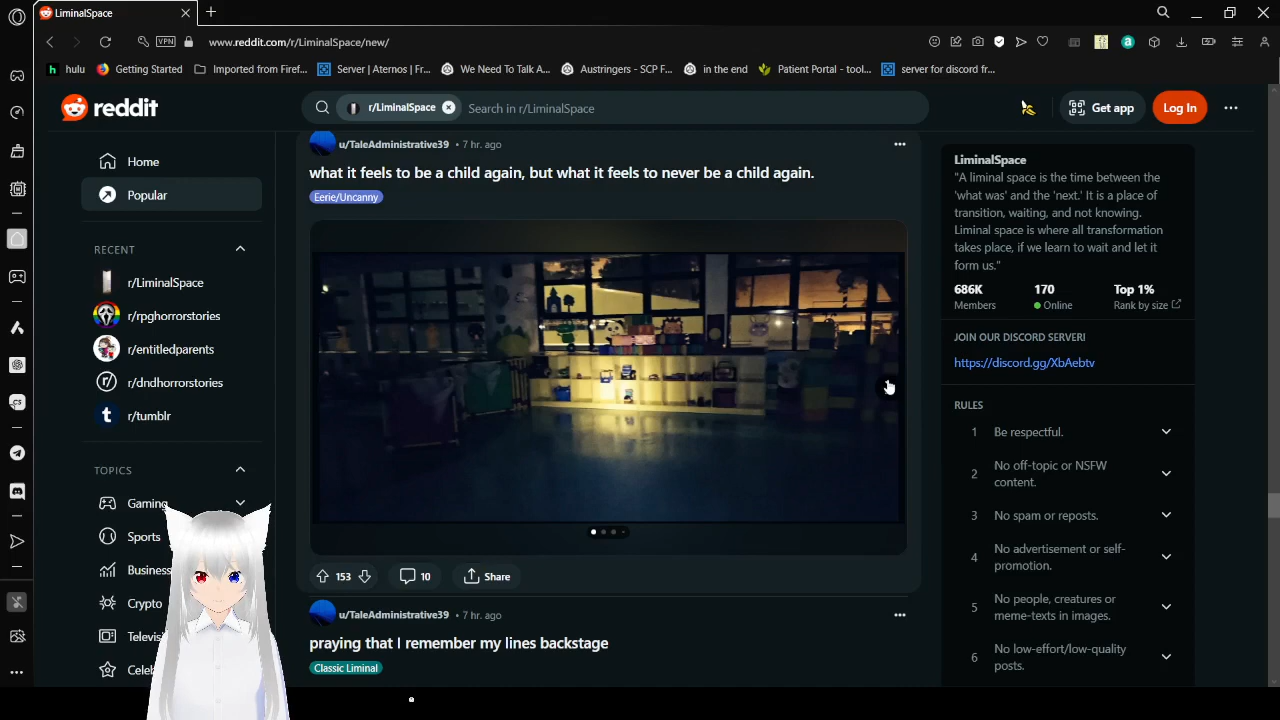 LiminalSpace
VPN
www.reddit.com/r/LiminalSpace/new/
h hulu
Getting Started
Imported from Firef...
Server | Aternos | Fr...
We Need To Talk A...
Austringers - SCP F...
in the end
Patient Portal - tool...
server for discord fr...
reddit
r/LiminalSpace
Search in r/LiminalSpace
Get app
Log In
Home
Popular
RECENT
r/LiminalSpace
r/rpghorrorstories
r/entitledparents
r/dndhorrorstories
r/tumblr
TOPICS
Gaming
Sports
Business
Crypto
Televisi
Celeb
u/TaleAdministrative39 • 7 hr. ago
what it feels to be a child again, but what it feels to never be a child again.
Eerie/Uncanny
153
10
Share
u/TaleAdministrative39 • 7 hr. ago
praying that I remember my lines backstage
Classic Liminal
LiminalSpace
"A liminal space is the time between the
'what was' and the 'next.' It is a place of
transition, waiting, and not knowing.
Liminal space is where all transformation
takes place, if we learn to wait and let it
form us."
686K 170 Top 1%
Members Online Rank by size
JOIN OUR DISCORD SERVER!
https://discord.gg/XbAebtv
RULES
1 Be respectful.
2 No off-topic or NSFW
content.
3 No spam or reposts.
4 No advertisement or self-
promotion.
5 No people, creatures or
meme-texts in images.
6 No low-effort/low-quality
posts.